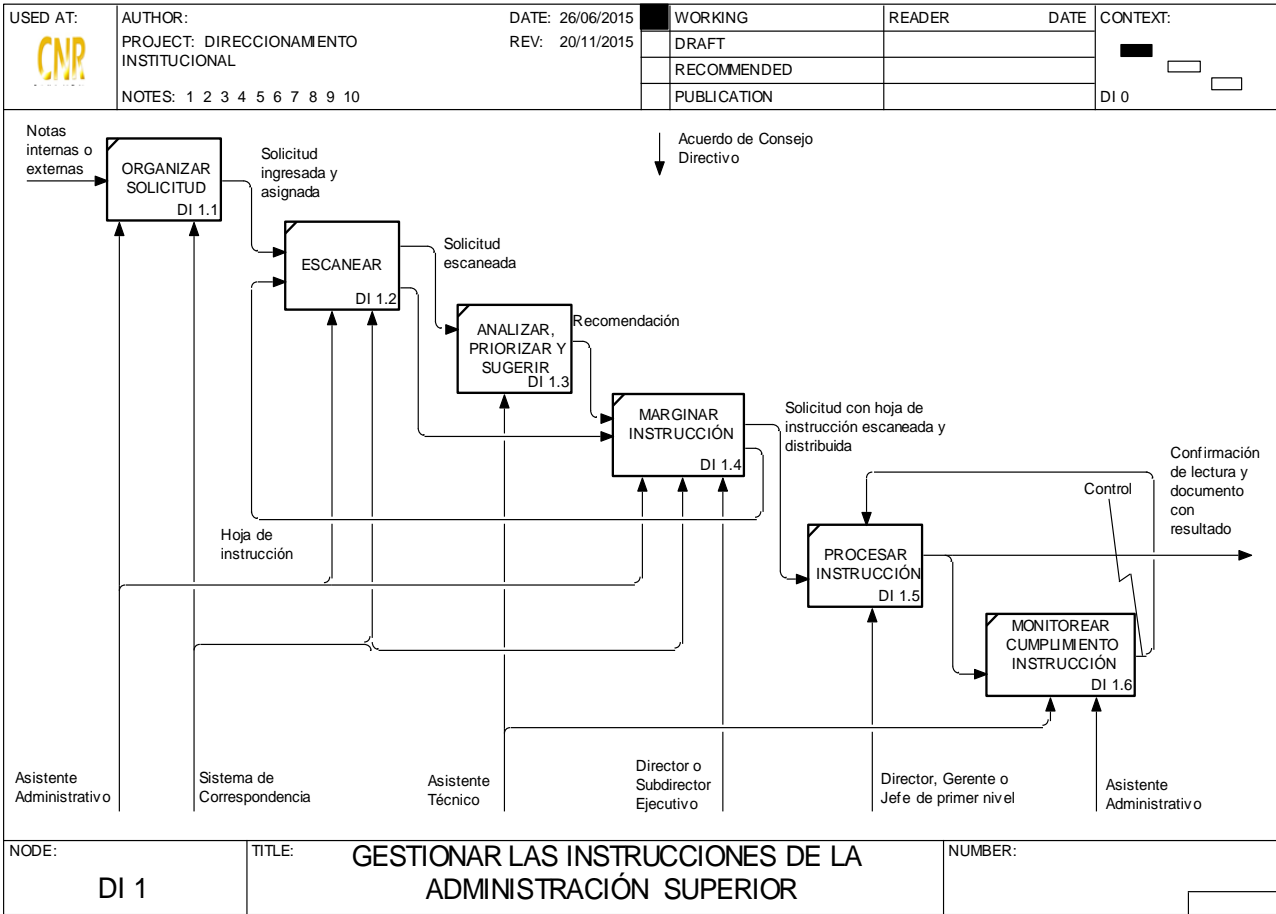 USED AT:
CNR
AUTHOR:
DATE: 26/06/2015
PROJECT: DIRECCIONAMIENTO
INSTITUCIONAL
REV: 20/11/2015
NOTES: 1 2 3 4 5 6 7 8 9 10
WORKING
DRAFT
RECOMMENDED
PUBLICATION
READER
DATE
CONTEXT:
DI 0
Notas
internas o
externas
ORGANIZAR
SOLICITUD
DI 1.1
Solicitud
ingresada y
asignada
Acuerdo de Consejo
Directivo
ESCANEAR
DI 1.2
Solicitud
escaneada
ANALIZAR,
PRIORIZAR Y
SUGERIR
DI 1.3
Recomendación
MARGINAR
INSTRUCCIÓN
DI 1.4
Solicitud con hoja de
instrucción escaneada y
distribuida
Hoja de
instrucción
PROCESAR
INSTRUCCIÓN
DI 1.5
Control
Confirmación
de lectura y
documento
con
resultado
MONITOREAR
CUMPLIMIENTO
INSTRUCCIÓN
DI 1.6
Asistente
Administrativo
Sistema de
Correspondencia
Asistente
Técnico
Director o
Subdirector
Ejecutivo
Director, Gerente o
Jefe de primer nivel
Asistente
Administrativo
NODE:
DI 1
TITLE:
GESTIONAR LAS INSTRUCCIONES DE LA
ADMINISTRACIÓN SUPERIOR
NUMBER: